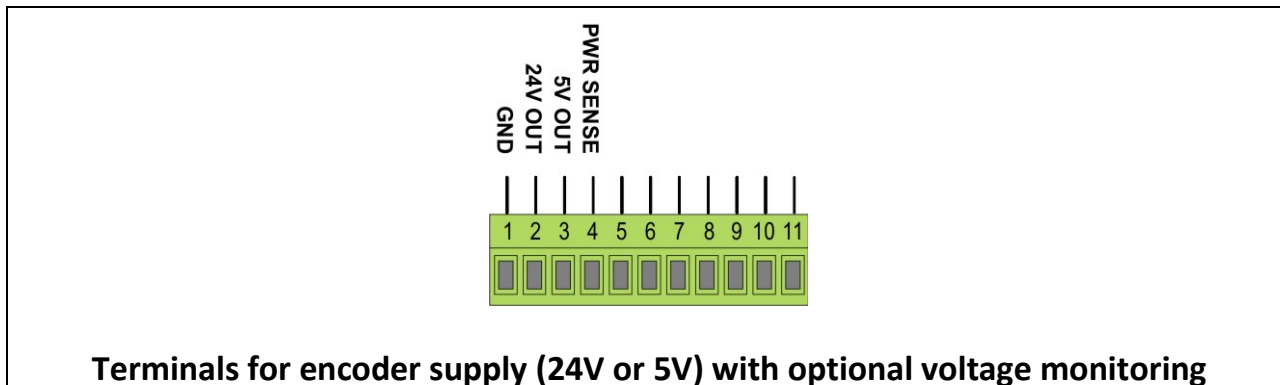 GND
24V OUT
5V OUT
PWR SENSE
1 2 3 4 5 6 7 8 9 10 11
Terminals for encoder supply (24V or 5V) with optional voltage monitoring